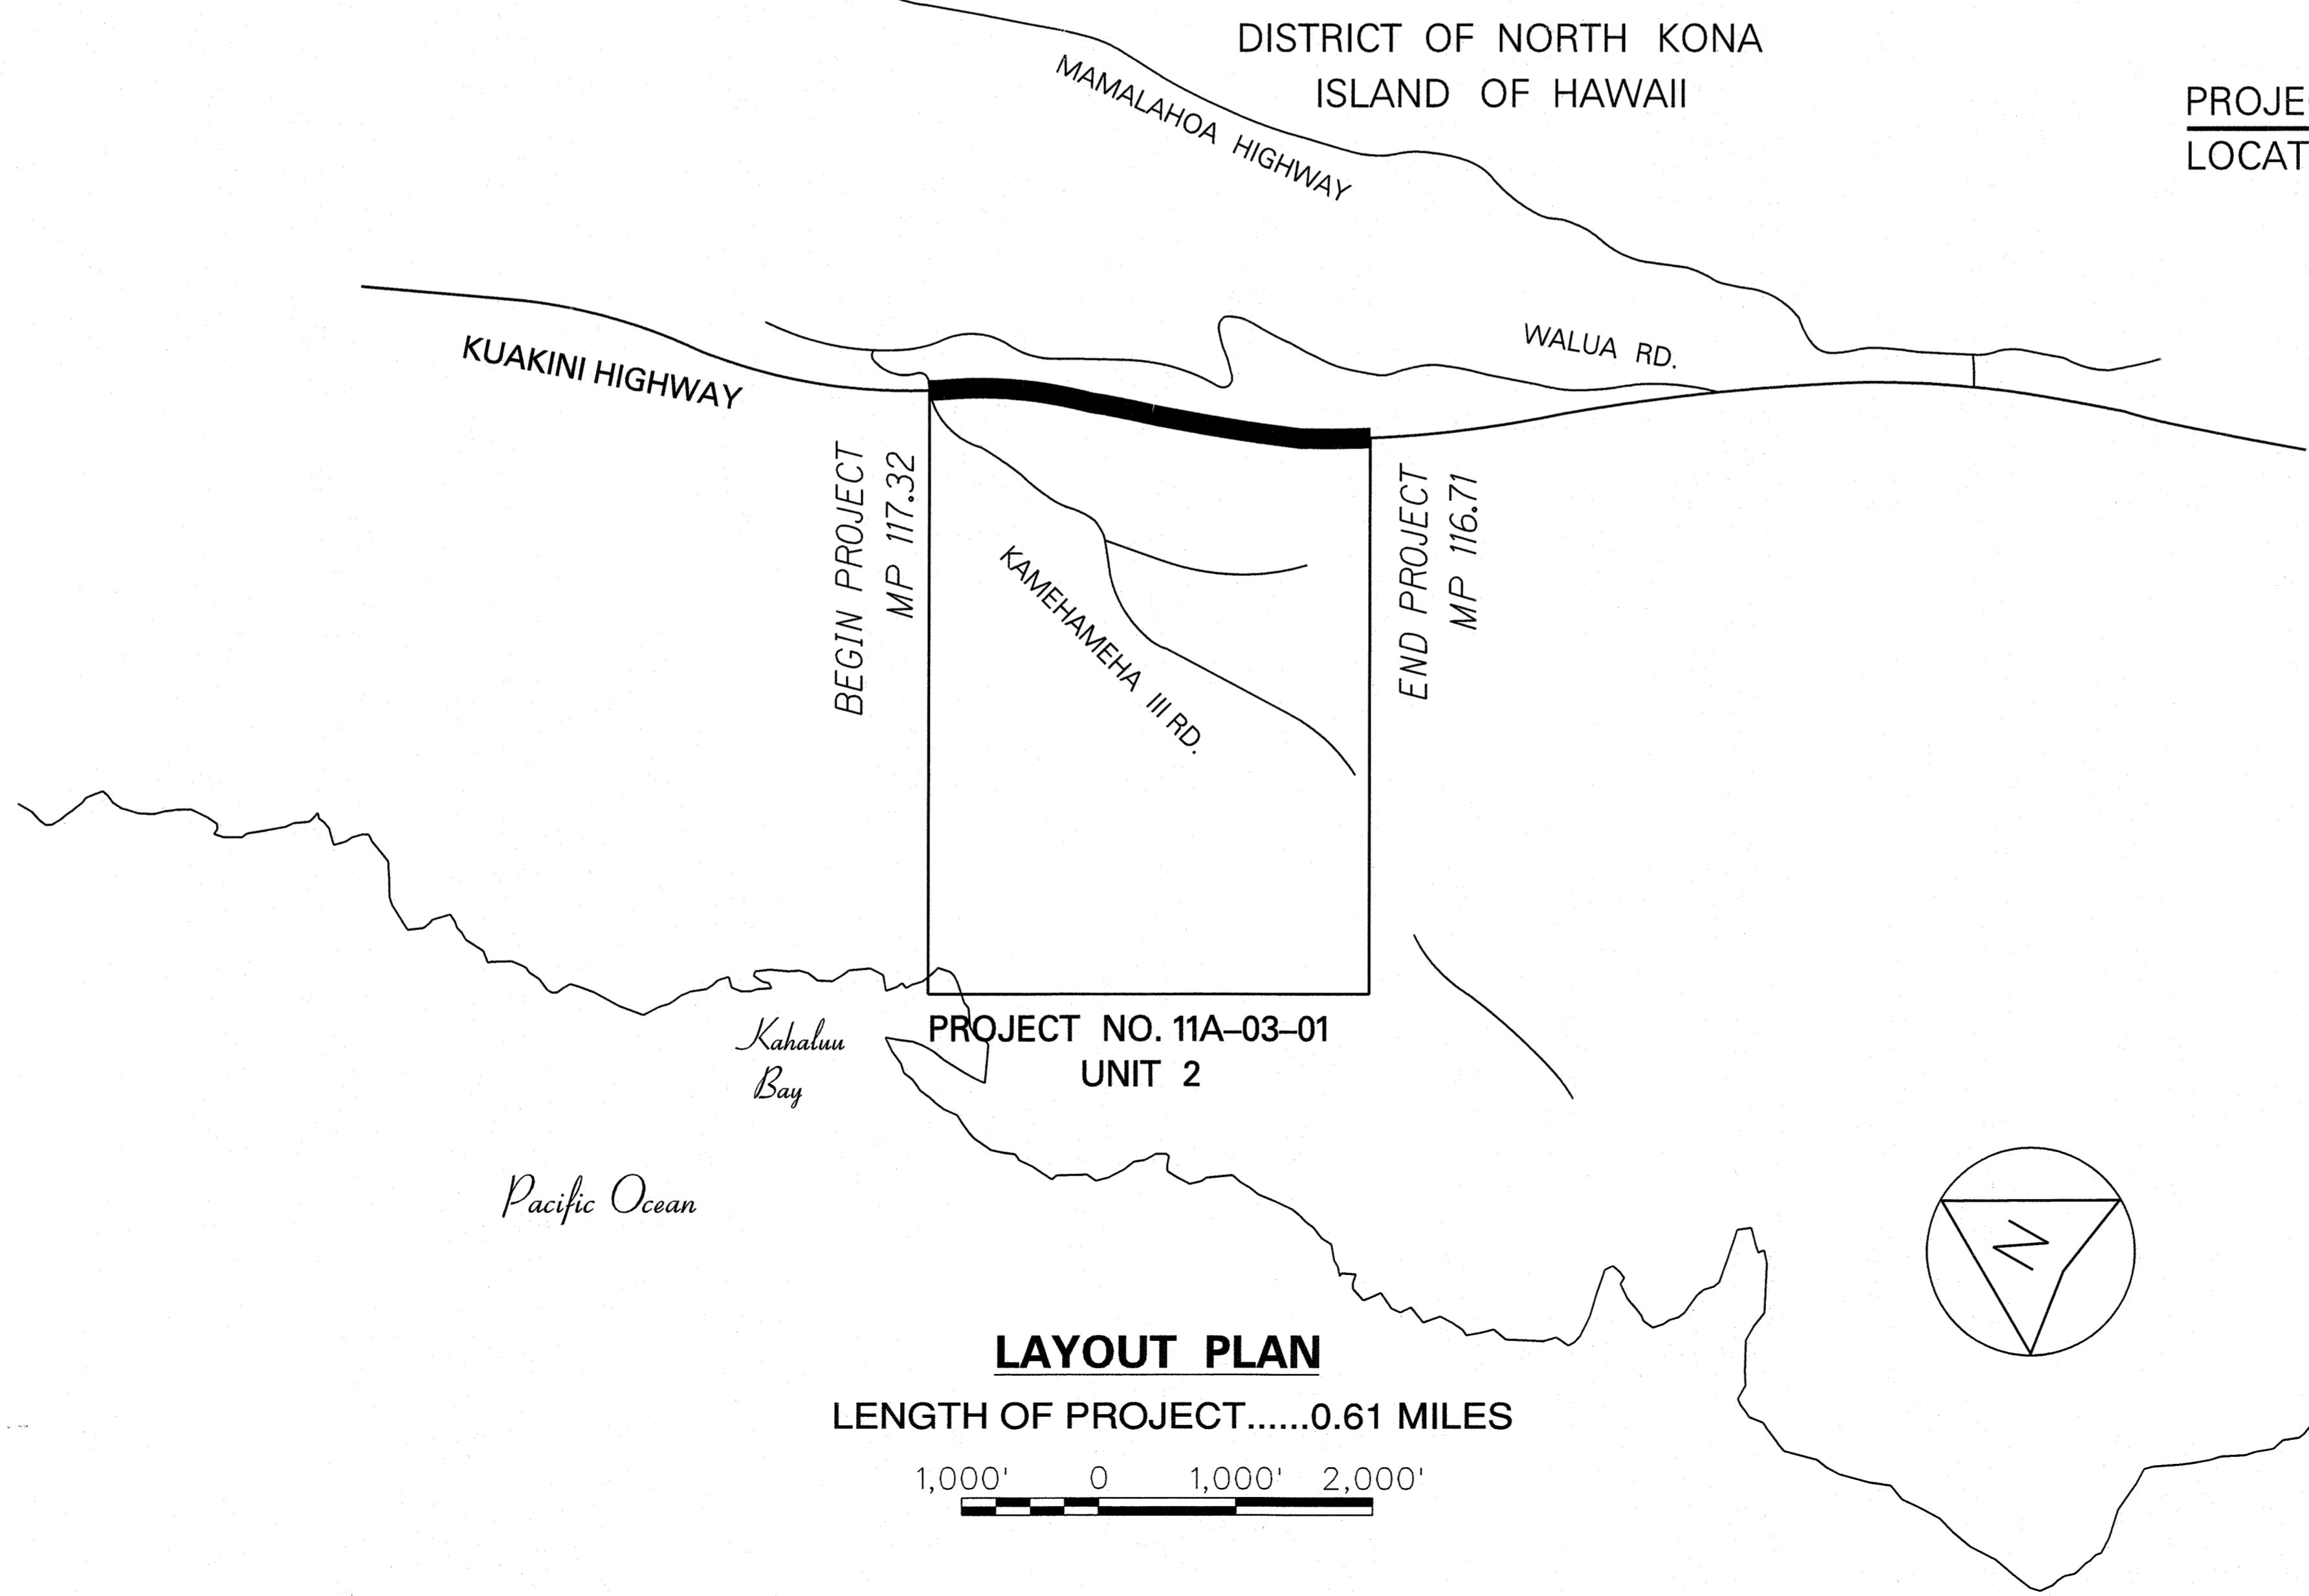 DISTRICT OF NORTH KONA
ISLAND OF HAWAII
PROJE
LOCAT
MAMALAHOA HIGHWAY
WALUA RD.
KUAKINI HIGHWAY
BEGIN PROJECT
MP 117.32
END PROJECT
MP 116.71
KAMEHAMEHA III RD.
PROJECT NO. 11A–03–01
UNIT 2
Kahaluu
Bay
Pacific Ocean
N
LAYOUT PLAN
LENGTH OF PROJECT......0.61 MILES
1,000' 0 1,000' 2,000'